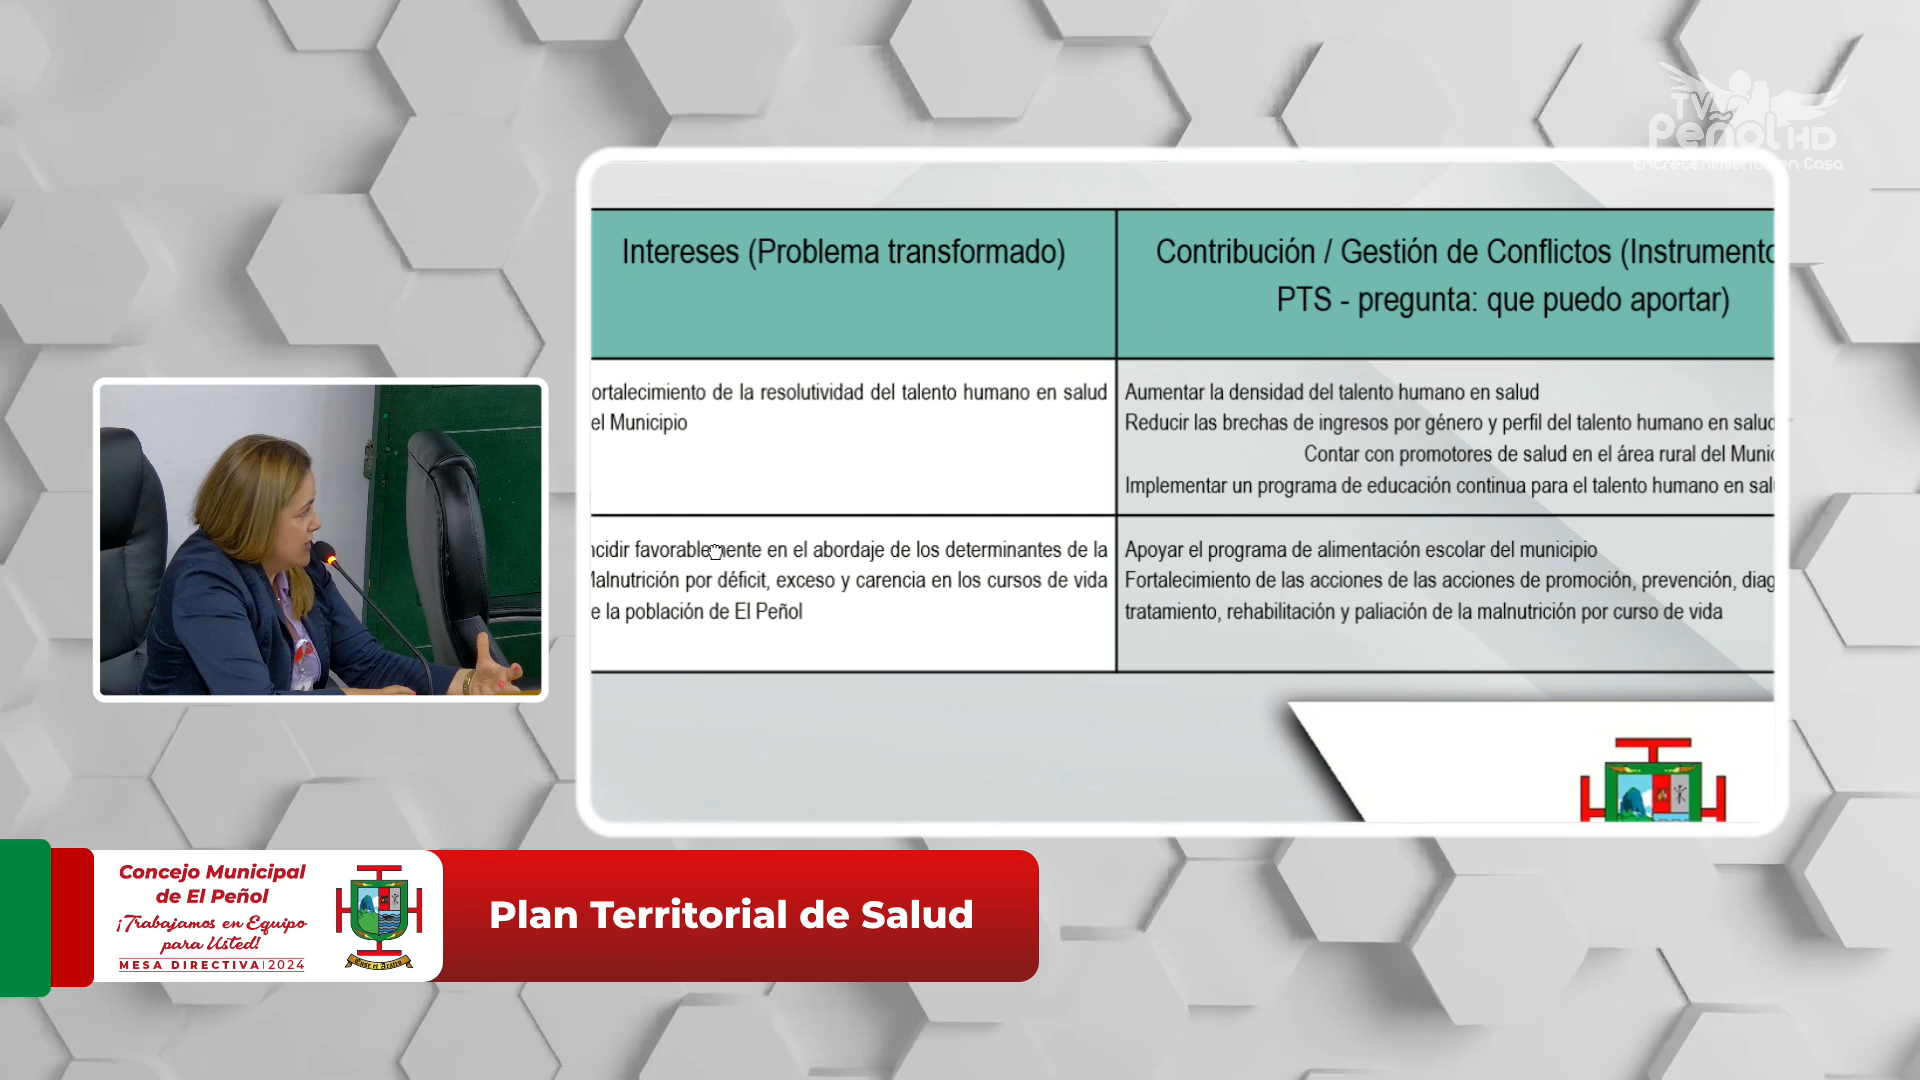 TV
Peñol HD
Entretenimiento en Casa
Intereses (Problema transformado)
Contribución / Gestión de Conflictos (Instrumento
PTS - pregunta: que puedo aportar)
ortalecimiento de la resolutividad del talento humano en salud
el Municipio
Aumentar la densidad del talento humano en salud
Reducir las brechas de ingresos por género y perfil del talento humano en salud
Contar con promotores de salud en el área rural del Munic
Implementar un programa de educación continua para el talento humano en sal
ncidir favorablemente en el abordaje de los determinantes de la
Malnutrición por déficit, exceso y carencia en los cursos de vida
e la población de El Peñol
Apoyar el programa de alimentación escolar del municipio
Fortalecimiento de las acciones de las acciones de promoción, prevención, diag
tratamiento, rehabilitación y paliación de la malnutrición por curso de vida
Concejo Municipal
de El Peñol
¡Trabajamos en Equipo
para Usted!
MESA DIRECTIVA|2024
Plan Territorial de Salud